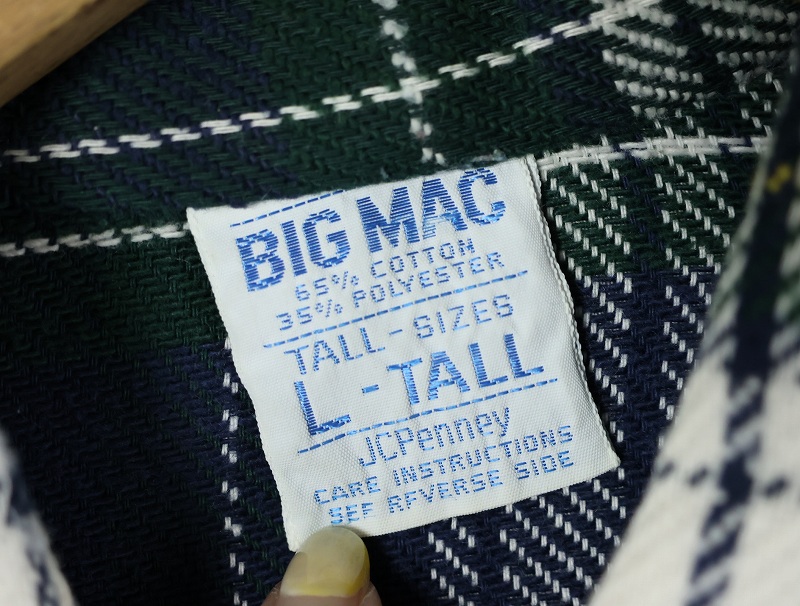 BIG MAC
65% COTTON
35% POLYESTER
TALL-SIZES
L-TALL
JCPenney
CARE INSTRUCTIONS
SEE REVERSE SIDE